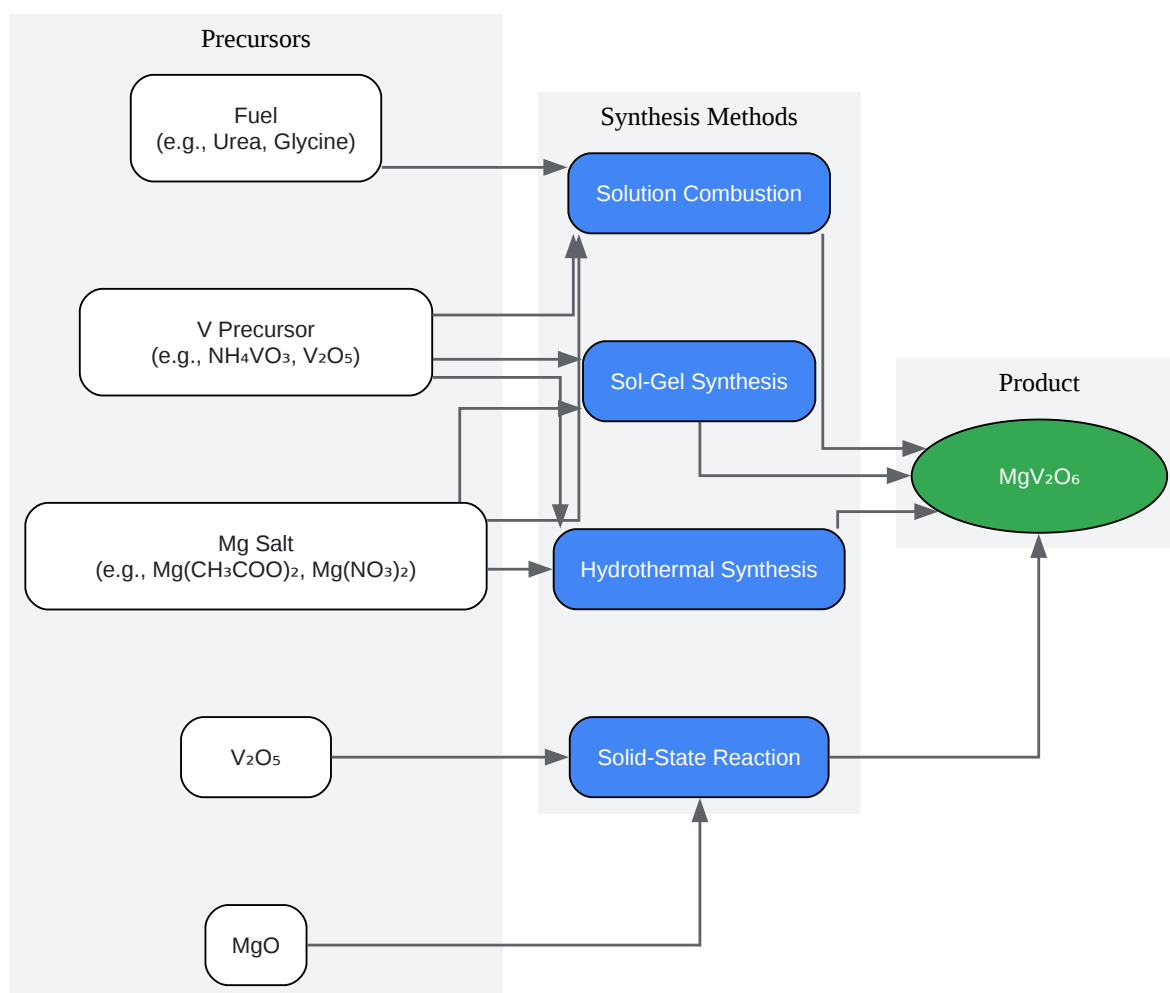 Precursors
Fuel
(e.g., Urea, Glycine)
V Precursor
(e.g., NH₄VO₃, V₂O₅)
Mg Salt
(e.g., Mg(CH₃COO)₂, Mg(NO₃)₂)
V₂O₅
MgO
Synthesis Methods
Solution Combustion
Sol-Gel Synthesis
Hydrothermal Synthesis
Solid-State Reaction
Product
MgV₂O₆